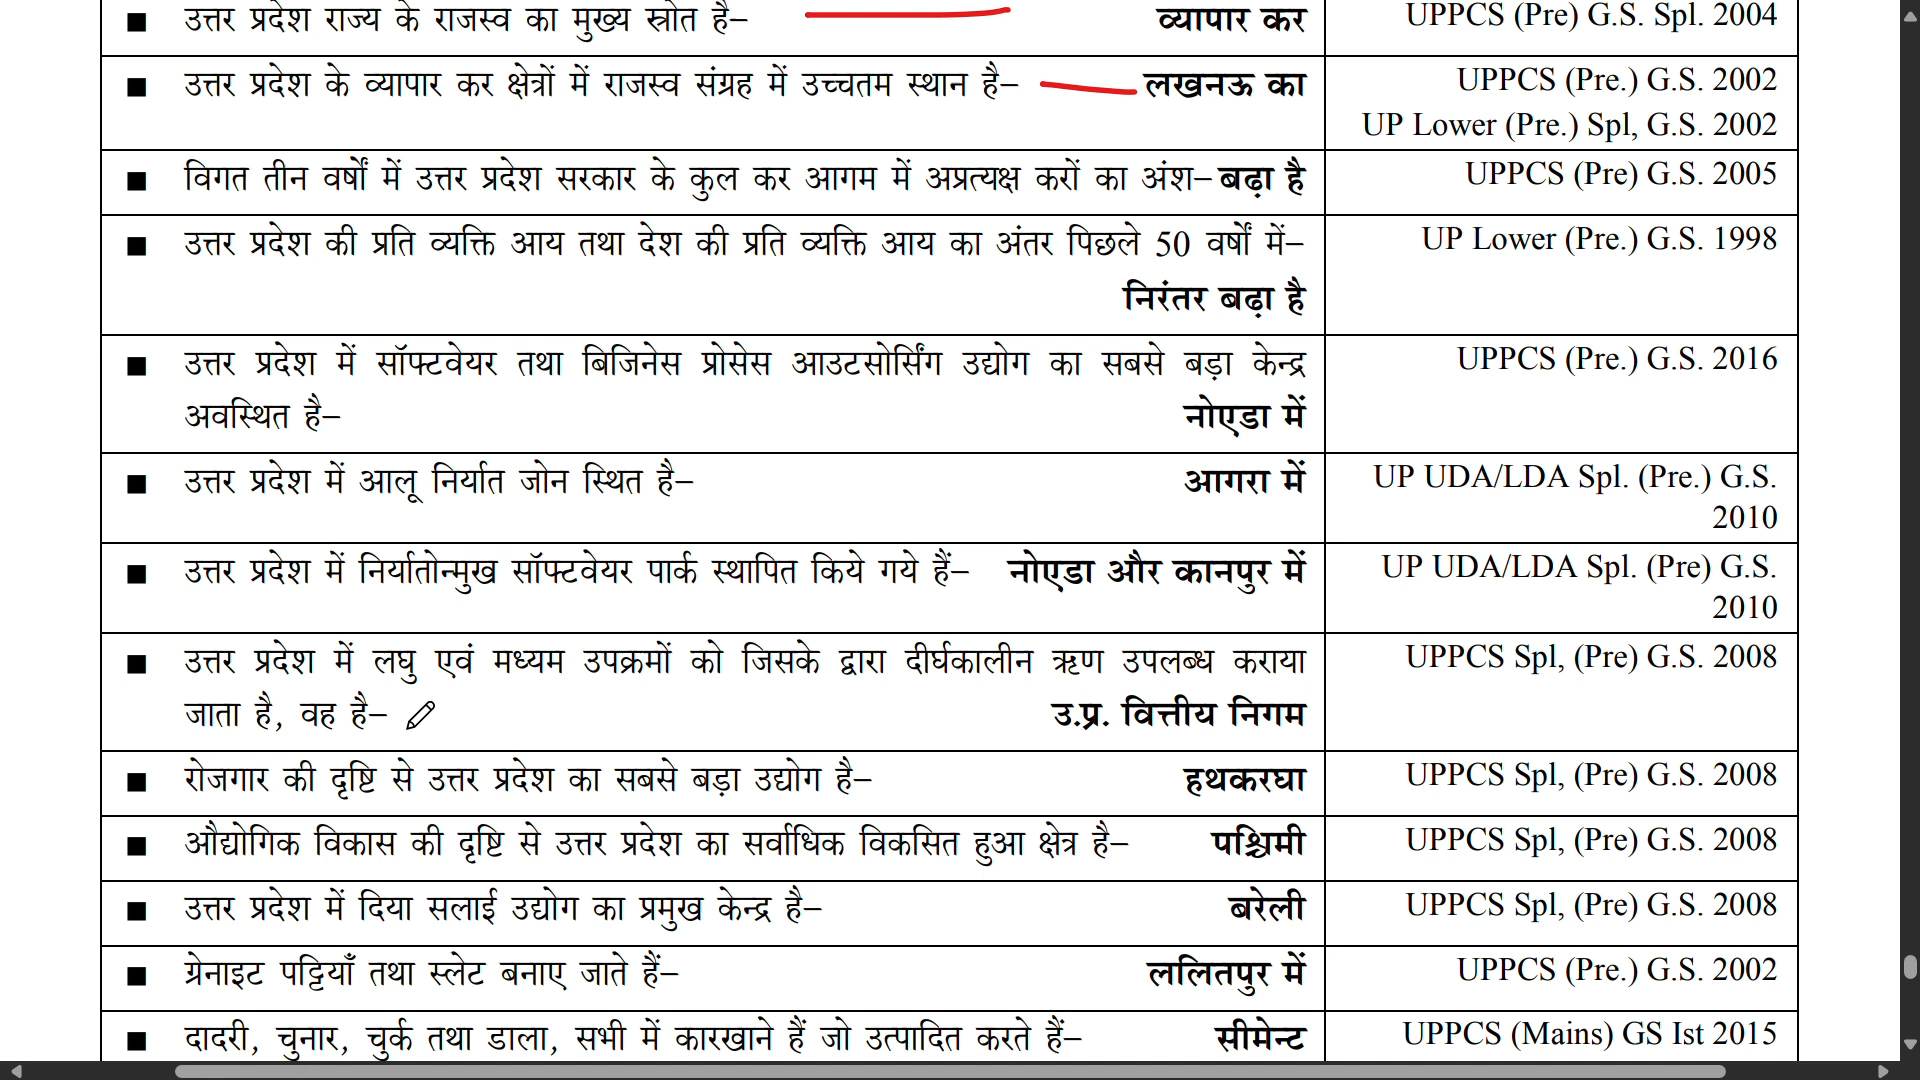 ■ उत्तर प्रदेश राज्य के राजस्व का मुख्य स्रोत है– व्यापार कर UPPCS (Pre) G.S. Spl. 2004
■ उत्तर प्रदेश के व्यापार कर क्षेत्रों में राजस्व संग्रह में उच्चतम स्थान है– लखनऊ का UPPCS (Pre.) G.S. 2002
UP Lower (Pre.) Spl, G.S. 2002
■ विगत तीन वर्षों में उत्तर प्रदेश सरकार के कुल कर आगम में अप्रत्यक्ष करों का अंश– बढ़ा है UPPCS (Pre) G.S. 2005
■ उत्तर प्रदेश की प्रति व्यक्ति आय तथा देश की प्रति व्यक्ति आय का अंतर पिछले 50 वर्षों में– UP Lower (Pre.) G.S. 1998
निरंतर बढ़ा है
■ उत्तर प्रदेश में सॉफ्टवेयर तथा बिजिनेस प्रोसेस आउटसोर्सिंग उद्योग का सबसे बड़ा केन्द्र UPPCS (Pre.) G.S. 2016
अवस्थित है– नोएडा में
■ उत्तर प्रदेश में आलू निर्यात जोन स्थित है– आगरा में UP UDA/LDA Spl. (Pre.) G.S.
2010
■ उत्तर प्रदेश में निर्यातोन्मुख सॉफ्टवेयर पार्क स्थापित किये गये हैं– नोएडा और कानपुर में UP UDA/LDA Spl. (Pre) G.S.
2010
■ उत्तर प्रदेश में लघु एवं मध्यम उपक्रमों को जिसके द्वारा दीर्घकालीन ऋण उपलब्ध कराया UPPCS Spl, (Pre) G.S. 2008
जाता है, वह है– उ.प्र. वित्तीय निगम
■ रोजगार की दृष्टि से उत्तर प्रदेश का सबसे बड़ा उद्योग है– हथकरघा UPPCS Spl, (Pre) G.S. 2008
■ औद्योगिक विकास की दृष्टि से उत्तर प्रदेश का सर्वाधिक विकसित हुआ क्षेत्र है– पश्चिमी UPPCS Spl, (Pre) G.S. 2008
■ उत्तर प्रदेश में दिया सलाई उद्योग का प्रमुख केन्द्र है– बरेली UPPCS Spl, (Pre) G.S. 2008
■ ग्रेनाइट पट्टियाँ तथा स्लेट बनाए जाते हैं– ललितपुर में UPPCS (Pre.) G.S. 2002
■ दादरी, चुनार, चुर्क तथा डाला, सभी में कारखाने हैं जो उत्पादित करते हैं– सीमेन्ट UPPCS (Mains) GS Ist 2015